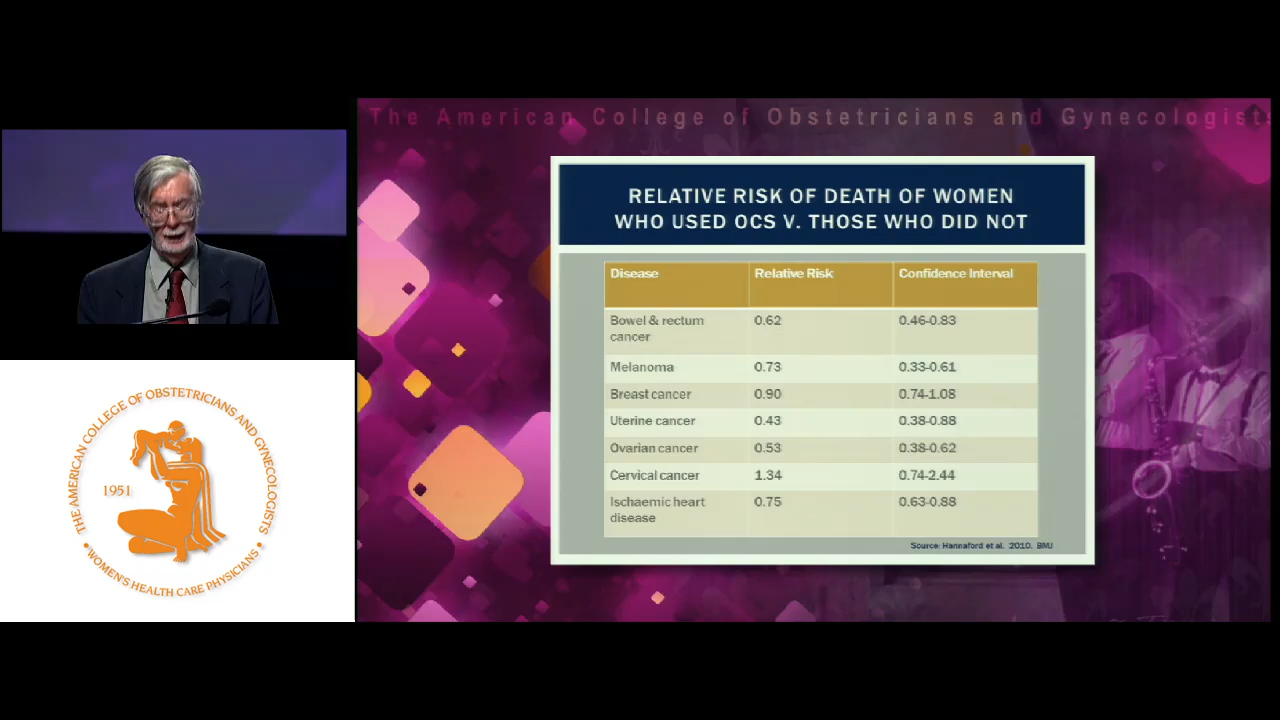 The American College of Obstetricians and Gynecologists
RELATIVE RISK OF DEATH OF WOMEN
WHO USED OCS V. THOSE WHO DID NOT
Disease Relative Risk Confidence Interval
Bowel & rectum
cancer 0.62 0.46-0.83
Melanoma 0.73 0.33-0.61
Breast cancer 0.90 0.74-1.08
Uterine cancer 0.43 0.38-0.88
Ovarian cancer 0.53 0.38-0.62
Cervical cancer 1.34 0.74-2.44
Ischaemic heart
disease 0.75 0.63-0.88
Source: Hannaford et al. 2010. BMJ
THE AMERICAN COLLEGE OF OBSTETRICIANS AND GYNECOLOGISTS
1951
• WOMEN'S HEALTH CARE PHYSICIANS •